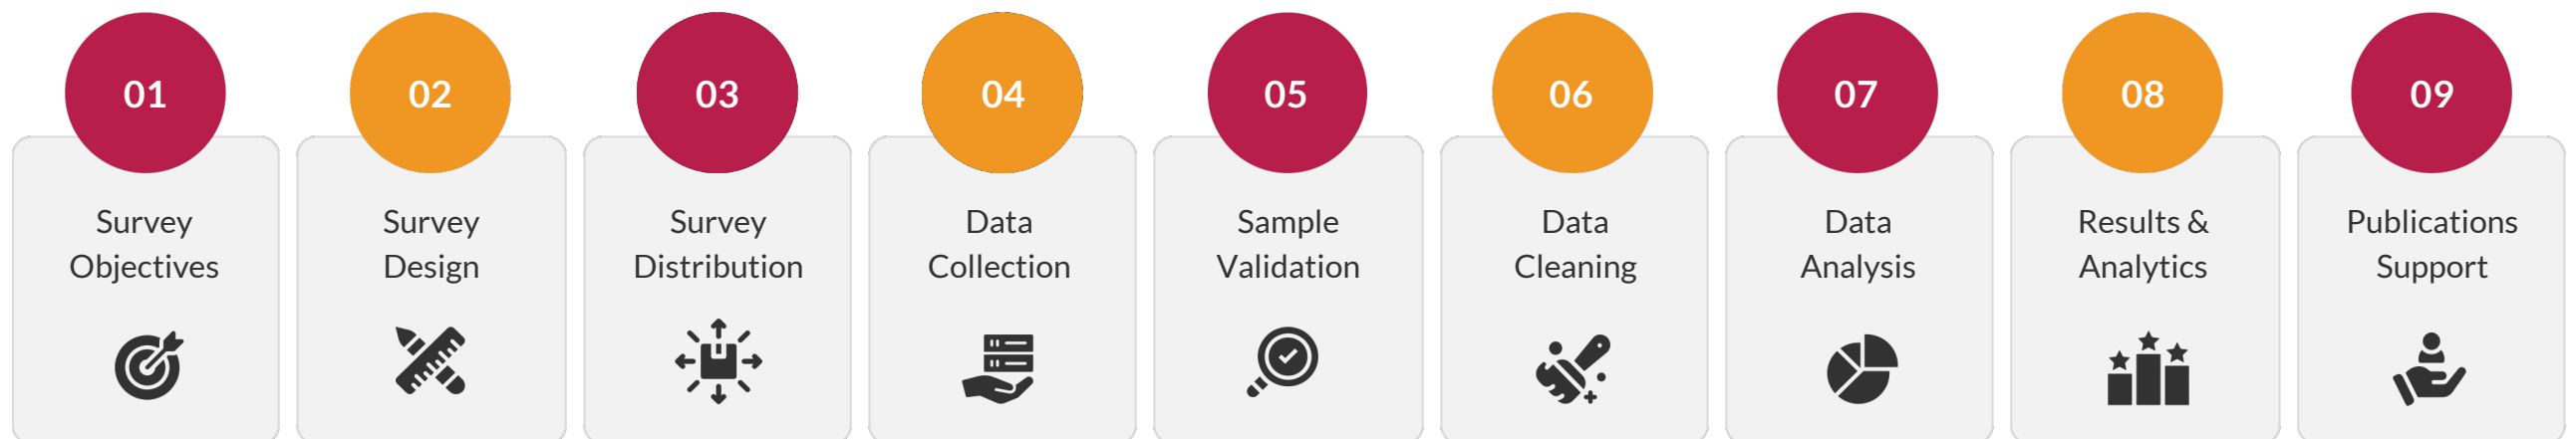 01
Survey
Objectives
02
Survey
Design
03
Survey
Distribution
04
Data
Collection
05
Sample
Validation
06
Data
Cleaning
07
Data
Analysis
08
Results &
Analytics
09
Publications
Support